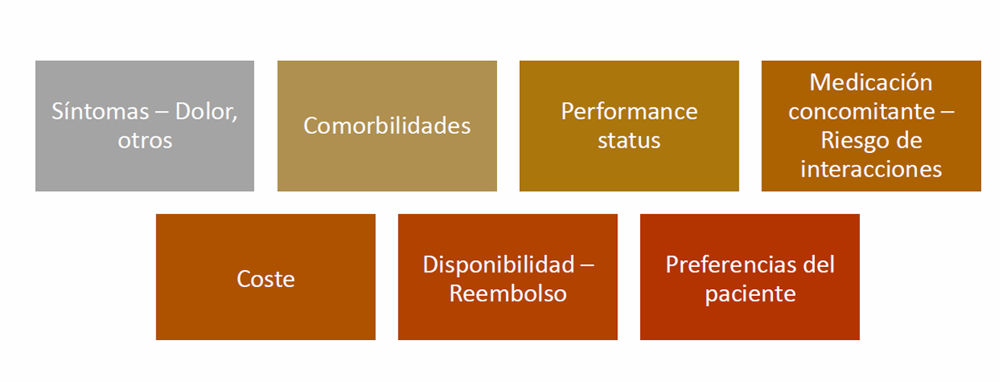 Síntomas – Dolor,
otros
Comorbilidades
Performance
status
Medicación
concomitante –
Riesgo de
interacciones
Coste
Disponibilidad –
Reembolso
Preferencias del
paciente